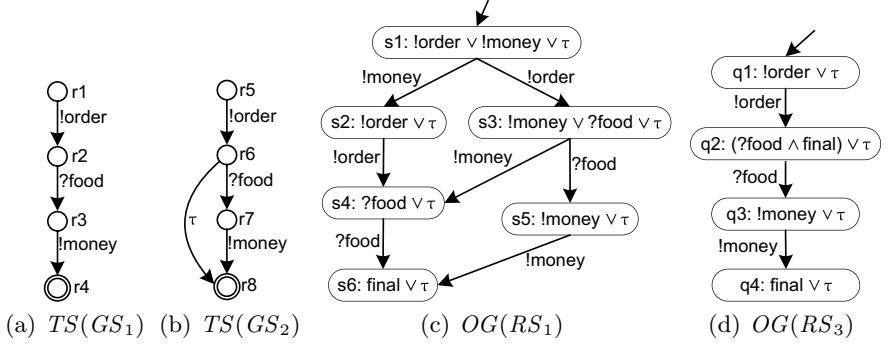 r1
!order
r2
?food
r3
!money
r4
(a) TS(GS₁)
r5
!order
r6
?food
τ
r7
!money
r8
(b) TS(GS₂)
s1: !order ∨ !money ∨ τ
!money
!order
s2: !order ∨ τ
s3: !money ∨ ?food ∨ τ
!order
!money
?food
s4: ?food ∨ τ
s5: !money ∨ τ
?food
!money
s6: final ∨ τ
(c) OG(RS₁)
q1: !order ∨ τ
!order
q2: (?food ∧ final) ∨ τ
?food
q3: !money ∨ τ
!money
q4: final ∨ τ
(d) OG(RS₃)